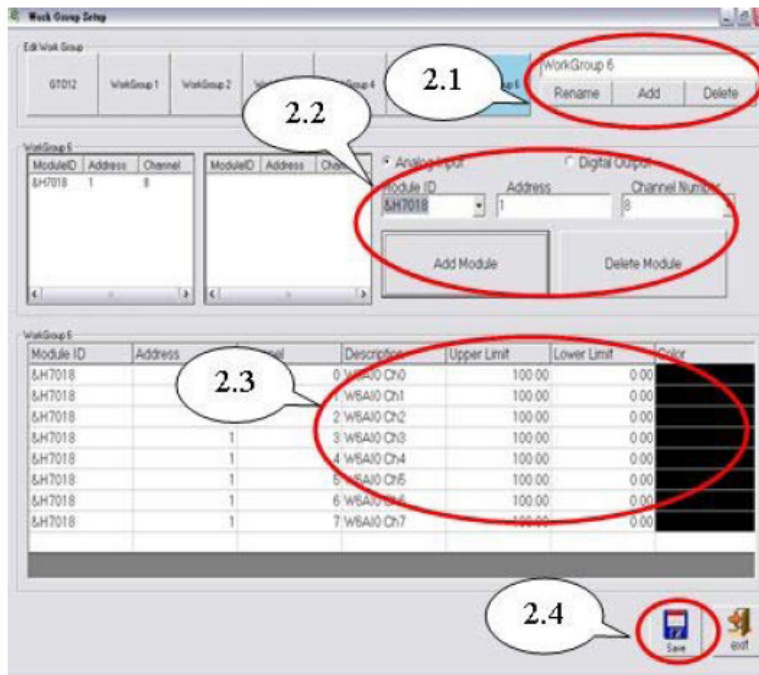 Work Group Setup
Edit Work Group
GTO12 WorkGroup 1 WorkGroup 2
2.1
WorkGroup 6
Rename Add Delete
2.2
WorkGroup 6
ModuleID Address Channel
&H7018 1 8
ModuleID Address
Analog Input Digital Output
Module ID Address Channel Number
&H7018 1 8
Add Module Delete Module
WorkGroup 6
Module ID Address Description Upper Limit Lower Limit Color
2.3
&H7018 0 W6AI0 Ch0 100.00 0.00
&H7018 1 W6AI0 Ch1 100.00 0.00
&H7018 2 W6AI0 Ch2 100.00 0.00
&H7018 1 3 W6AI0 Ch3 100.00 0.00
&H7018 1 4 W6AI0 Ch4 100.00 0.00
&H7018 1 5 W6AI0 Ch5 100.00 0.00
&H7018 1 6 W6AI0 Ch6 100.00 0.00
&H7018 1 7 W6AI0 Ch7 100.00 0.00
2.4
Save exit